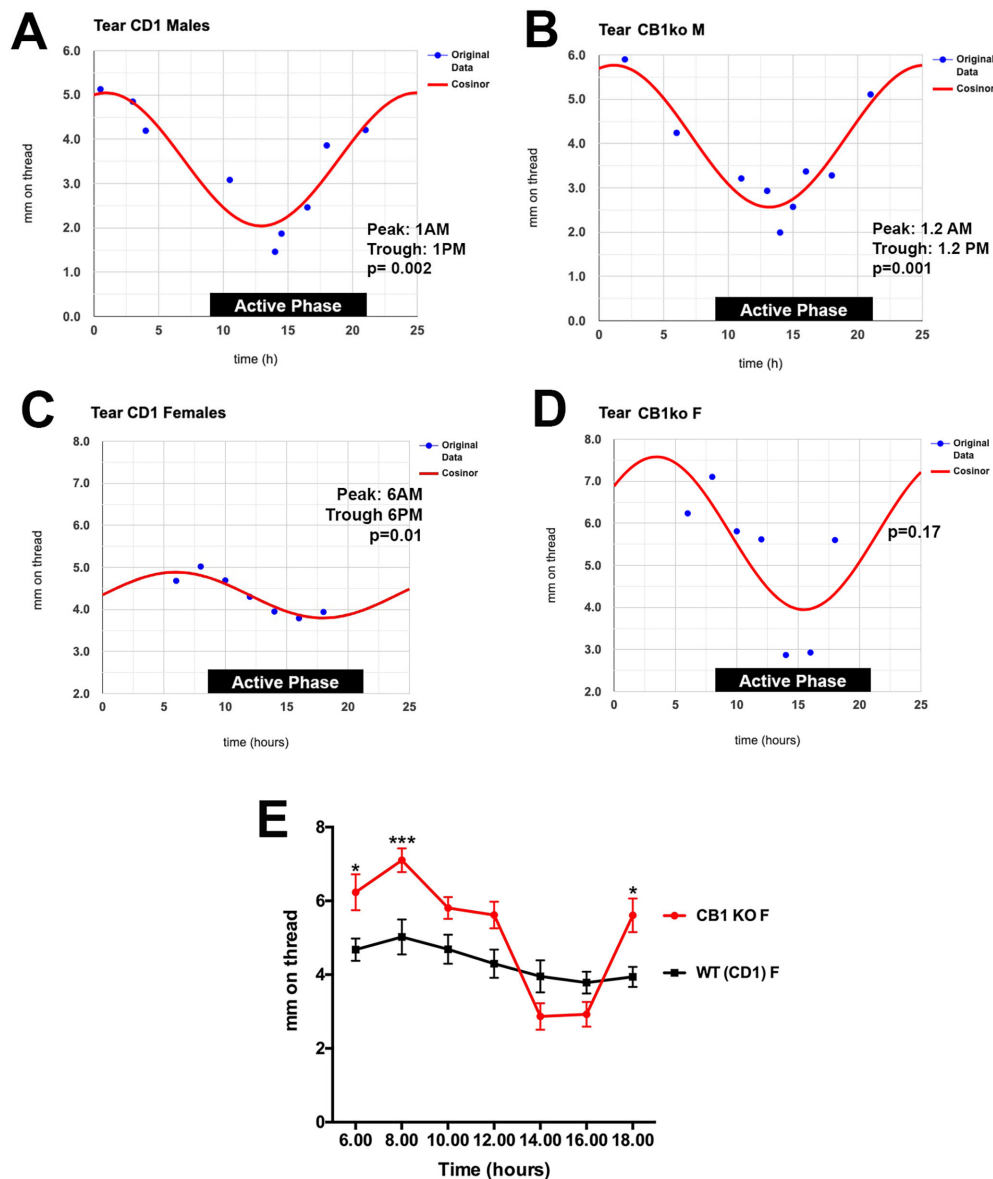 A
Tear CD1 Males
6.0
5.0
4.0
3.0
2.0
1.0
0.0
mm on thread
Original
Data
Cosinor
Peak: 1AM
Trough: 1PM
p= 0.002
Active Phase
0 5 10 15 20 25
time (h)
B
Tear CB1ko M
6.0
5.0
4.0
3.0
2.0
1.0
0.0
mm on thread
Original
Data
Cosinor
Peak: 1.2 AM
Trough: 1.2 PM
p=0.001
Active Phase
0 5 10 15 20 25
time (h)
C
Tear CD1 Females
8.0
7.0
6.0
5.0
4.0
3.0
2.0
mm on thread
Original
Data
Cosinor
Peak: 6AM
Trough 6PM
p=0.01
Active Phase
0 5 10 15 20 25
time (hours)
D
Tear CB1ko F
8.0
7.0
6.0
5.0
4.0
3.0
2.0
mm on thread
Original
Data
Cosinor
p=0.17
Active Phase
0 5 10 15 20 25
time (hours)
E
8
6
4
2
0
mm on thread
* *** *
CB1 KO F
WT (CD1) F
6.00 8.00 10.00 12.00 14.00 16.00 18.00
Time (hours)